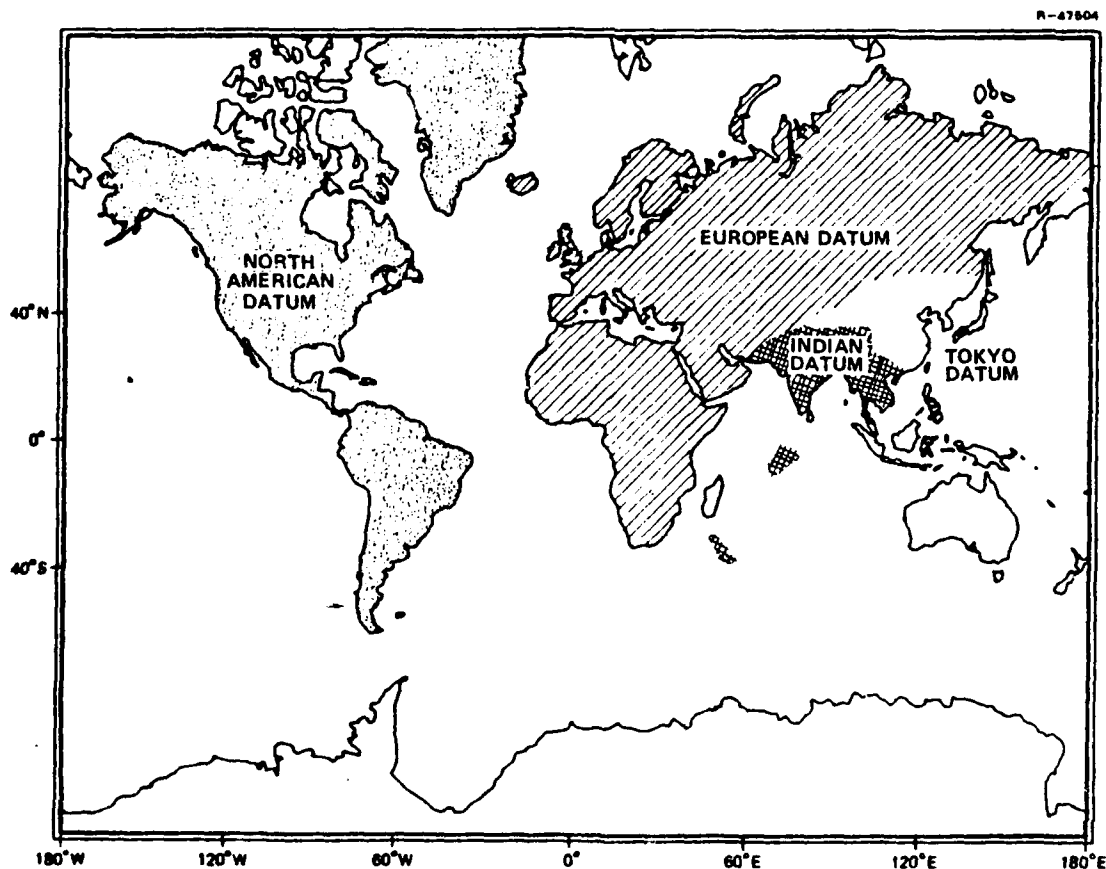 R-47504
EUROPEAN DATUM
NORTH
AMERICAN
DATUM
40°N
INDIAN
DATUM
TOKYO
DATUM
0°
40°S
180°W
120°W
60°W
0°
60°E
120°E
180°E